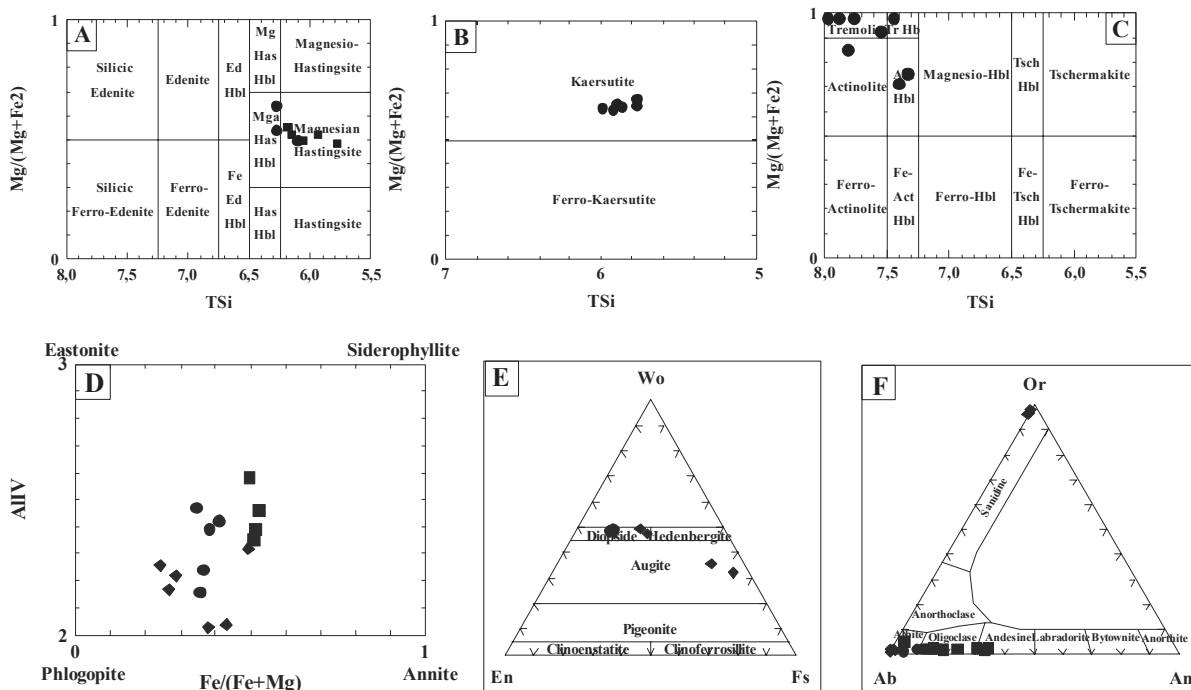 A
1
Mg/(Mg+Fe2)
0
Silicic
Edenite
Edenite
Ed
Hbl
Mg
Has
Hbl
Magnesio-
Hastingsite
Mga
Has
Hbl
Magnesian
Hastingsite
Silicic
Ferro-Edenite
Ferro-
Edenite
Fe
Ed
Hbl
Has
Hbl
Hastingsite
8,0
7,5
7,0
6,5
6,0
5,5
TSi
B
1
Mg/(Mg+Fe2)
0
Kaersutite
Ferro-Kaersutite
7
6
5
TSi
C
1
Mg/(Mg+Fe2)
0
Tr Hb
Actinolite
Hbl
Magnesio-Hbl
Tsch
Hbl
Tschermakite
Ferro-
Actinolite
Fe-
Act
Hbl
Ferro-Hbl
Fe-
Tsch
Hbl
Ferro-
Tschermakite
8,0
7,5
7,0
6,5
6,0
5,5
TSi
Eastonite
Siderophyllite
D
3
AlIV
2
0
1
Phlogopite
Fe/(Fe+Mg)
Annite
E
Wo
Diopside
Hedenbergite
Augite
Pigeonite
Clinoenstatite
Clinoferrosillite
En
Fs
F
Or
Sanidine
Anorthoclase
Oligoclase
Andesine
Labradorite
Bytownite
Anorthite
Ab
An